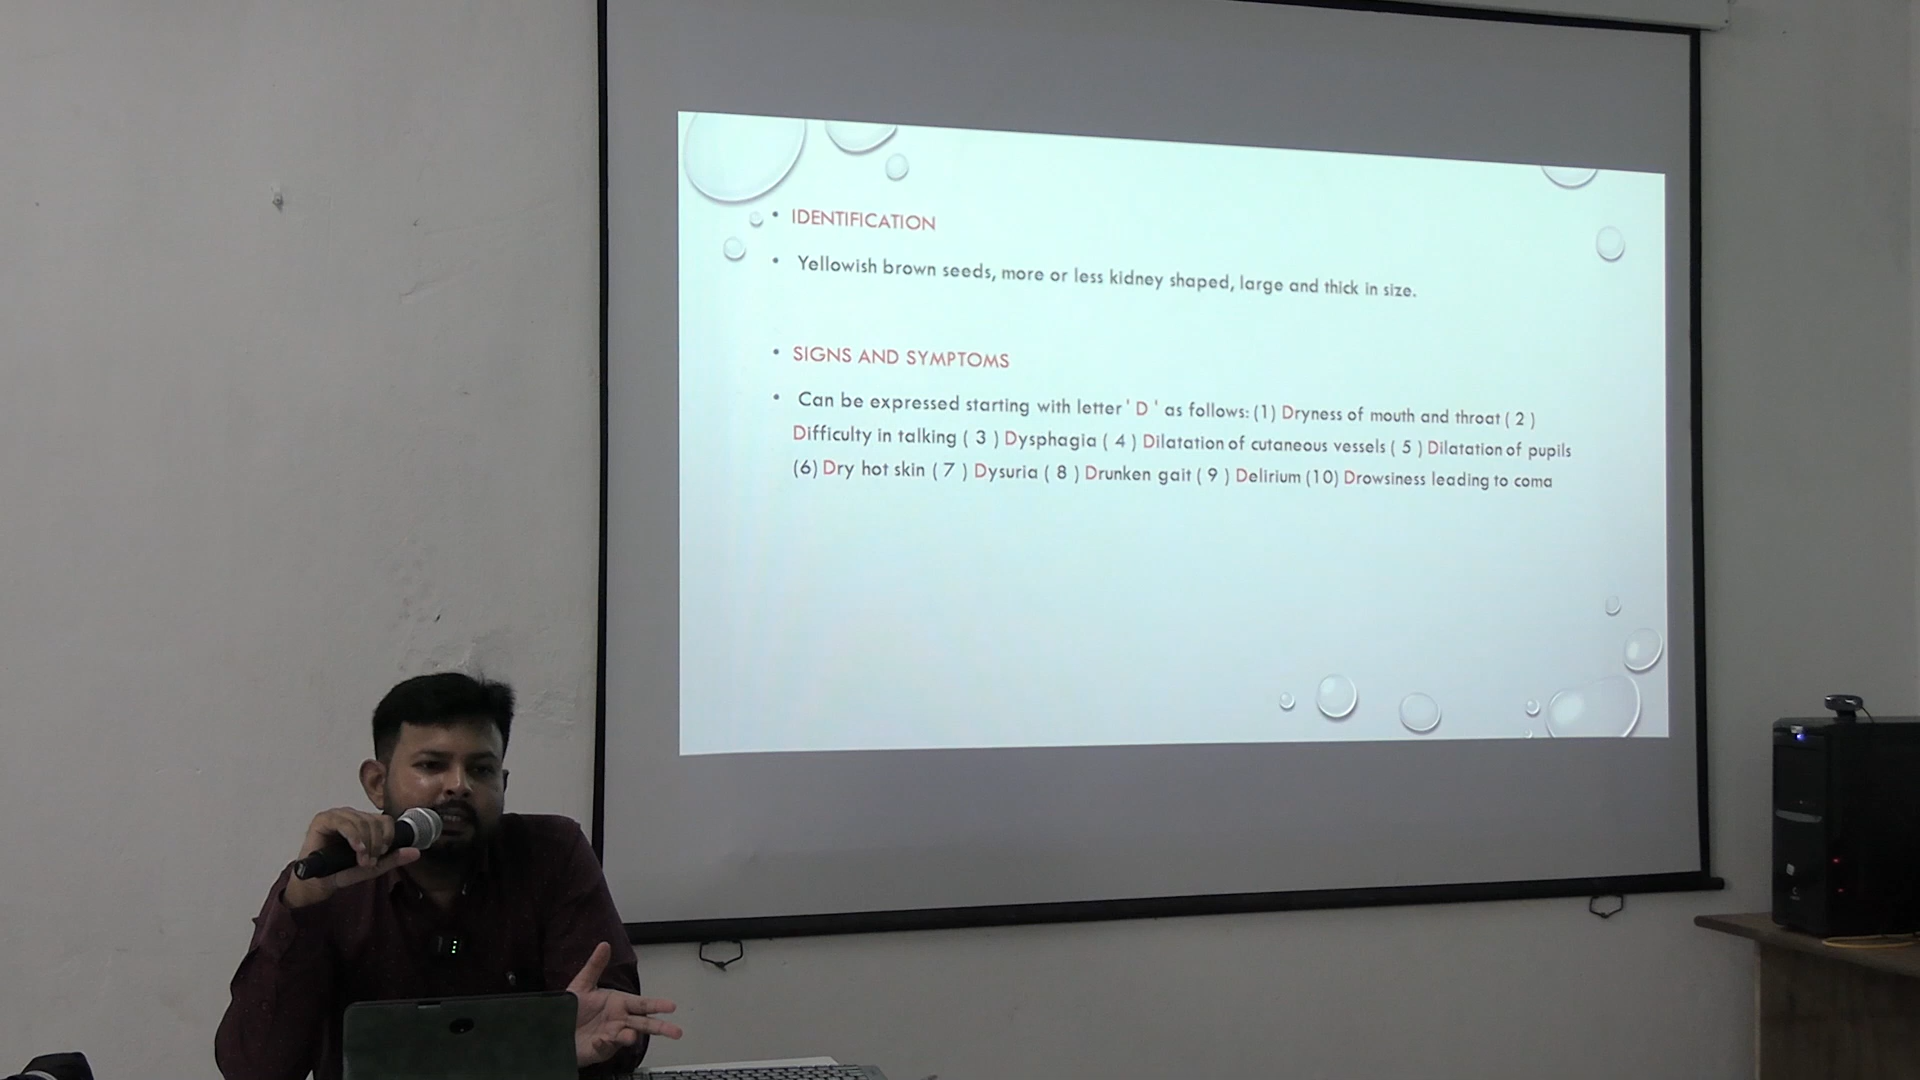 • IDENTIFICATION
• Yellowish brown seeds, more or less kidney shaped, large and thick in size.
• SIGNS AND SYMPTOMS
• Can be expressed starting with letter ' D ' as follows: (1) Dryness of mouth and throat ( 2 )
Difficulty in talking ( 3 ) Dysphagia ( 4 ) Dilatation of cutaneous vessels ( 5 ) Dilatation of pupils
(6) Dry hot skin ( 7 ) Dysuria ( 8 ) Drunken gait ( 9 ) Delirium (10) Drowsiness leading to coma